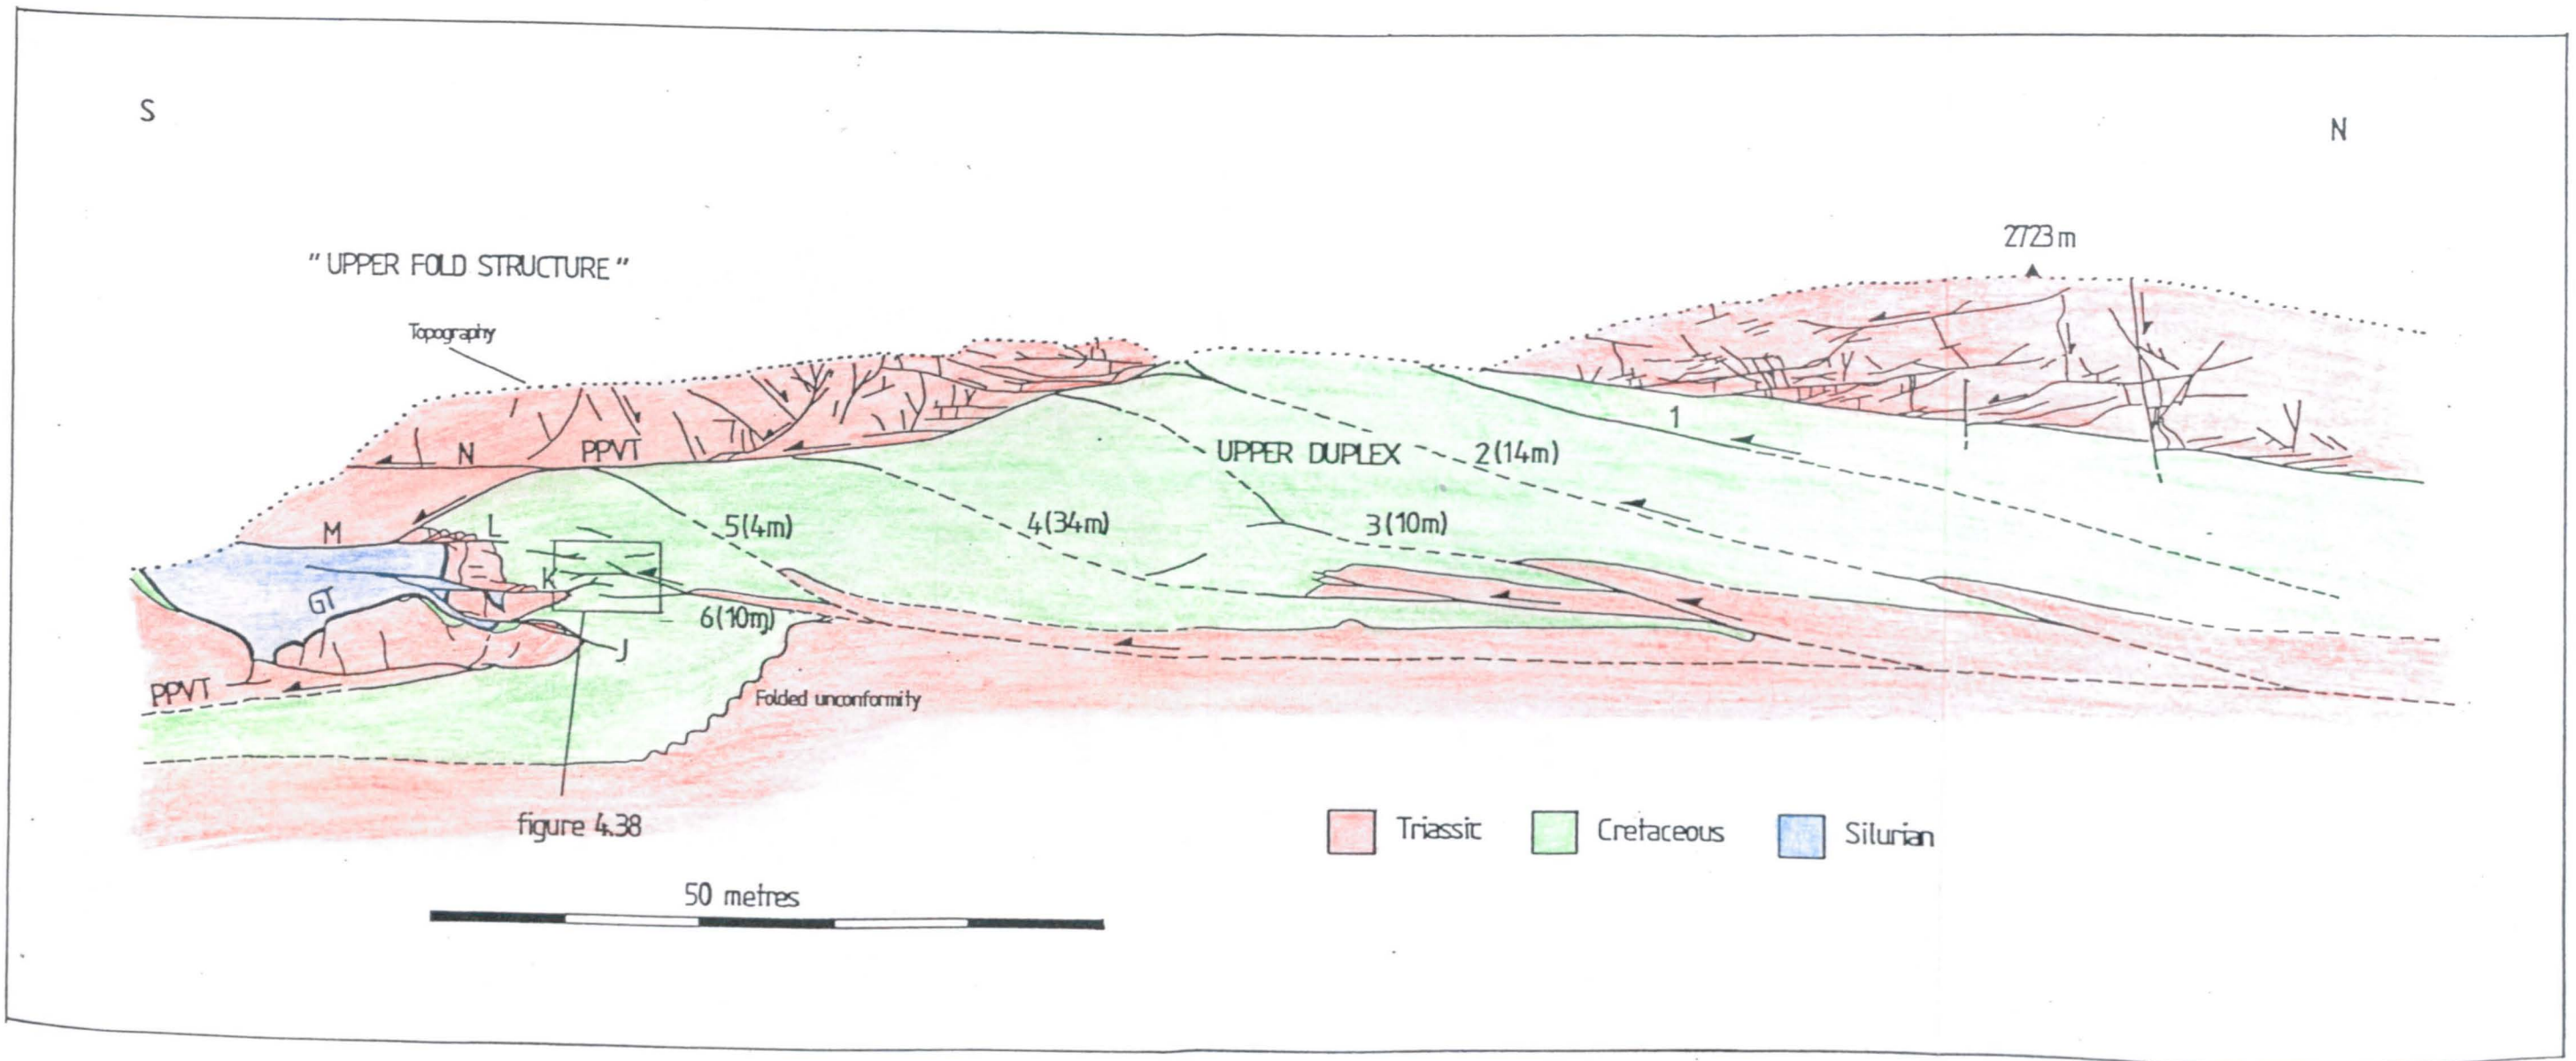 S
N
2723 m
"UPPER FOLD STRUCTURE"
Topography
N
PPVT
1
UPPER DUPLEX
2(14m)
M
L
5(4m)
4(34m)
3(10m)
K
GT
6(10m)
J
PPVT
Folded unconformity
figure 4.38
Triassic
Cretaceous
Silurian
50 metres